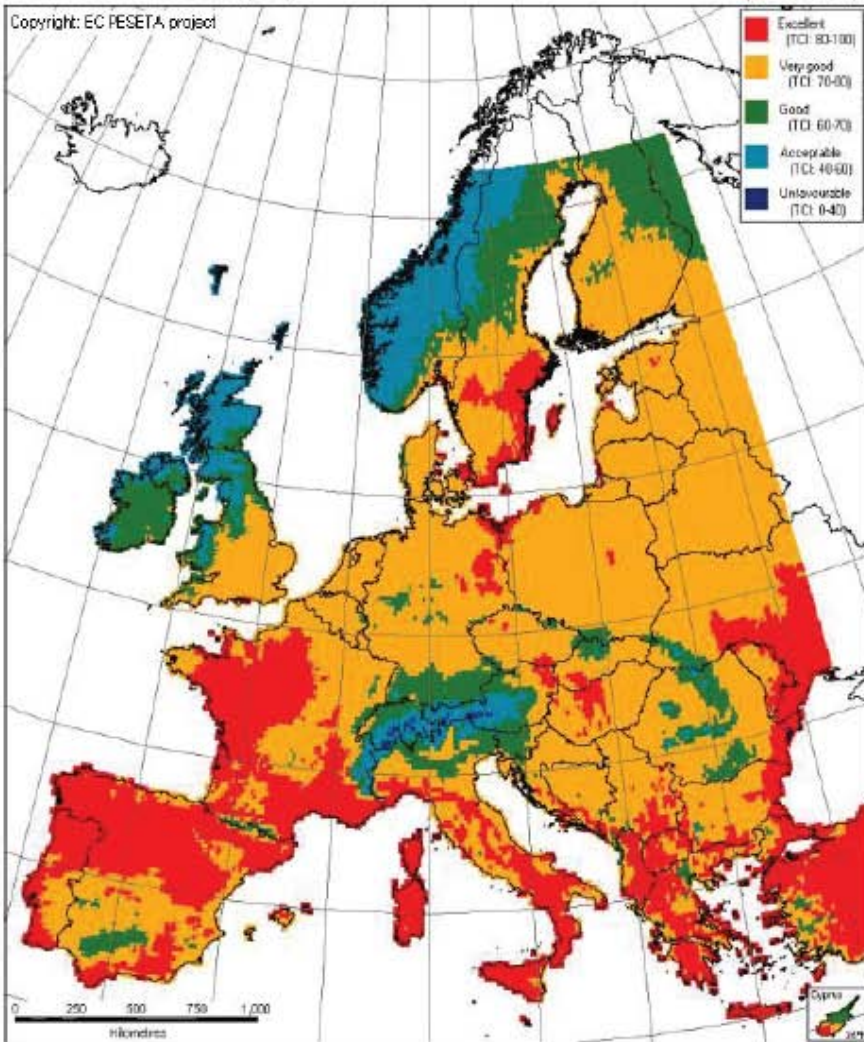 Copyright: EC PESETA project
Excellent
(TCI: 80-100)
Very good
(TCI: 70-80)
Good
(TCI: 60-70)
Acceptable
(TCI: 40-60)
Unfavourable
(TCI: 0-40)
0 250 500 750 1,000
Kilometres
Cyprus